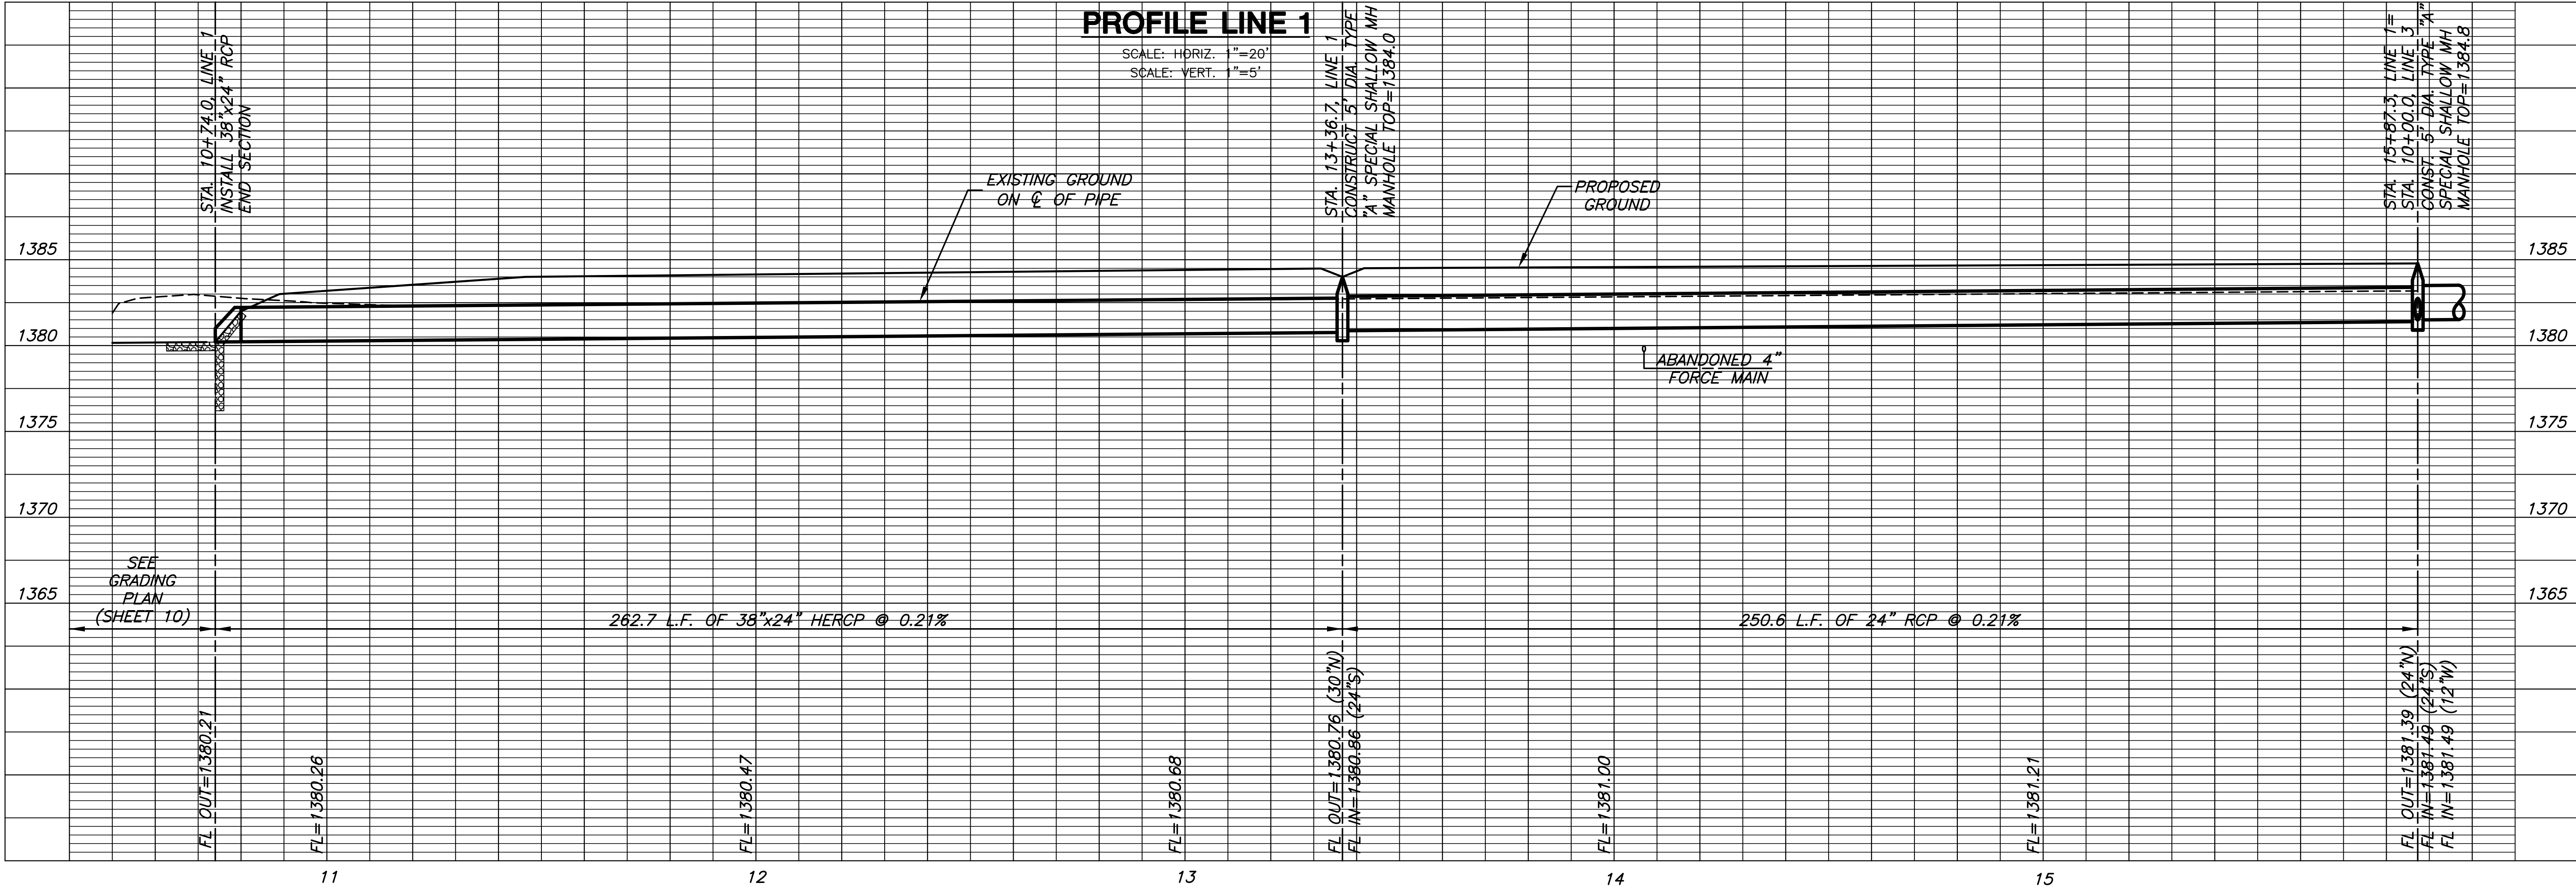 PROFILE LINE 1
SCALE: HORIZ. 1"=20'
SCALE: VERT. 1"=5'
STA. 10+74.0, LINE 1
INSTALL 38"x24" RCP
END SECTION
STA. 13+36.7, LINE 1
CONSTRUCT 5' DIA. TYPE
"A" SPECIAL SHALLOW MH
MANHOLE TOP=1384.0
STA. 15+87.3, LINE 1=
STA. 10+00.0, LINE 3
CONST. 5' DIA. TYPE "A"
SPECIAL SHALLOW MH
MANHOLE TOP=1384.8
EXISTING GROUND
ON ℄ OF PIPE
PROPOSED
GROUND
1385
1385
1380
1380
ABANDONED 4"
FORCE MAIN
1375
1375
1370
1370
1365
1365
SEE
GRADING
PLAN
(SHEET 10)
262.7 L.F. OF 38"x24" HERCP @ 0.21%
250.6 L.F. OF 24" RCP @ 0.21%
FL OUT=1380.21
FL=1380.26
FL=1380.47
FL=1380.68
FL OUT=1380.76 (30"N)
FL IN=1380.86 (24"S)
FL=1381.00
FL=1381.21
FL OUT=1381.39 (24"N)
FL IN=1381.49 (24"S)
FL IN=1381.49 (12"W)
11
12
13
14
15